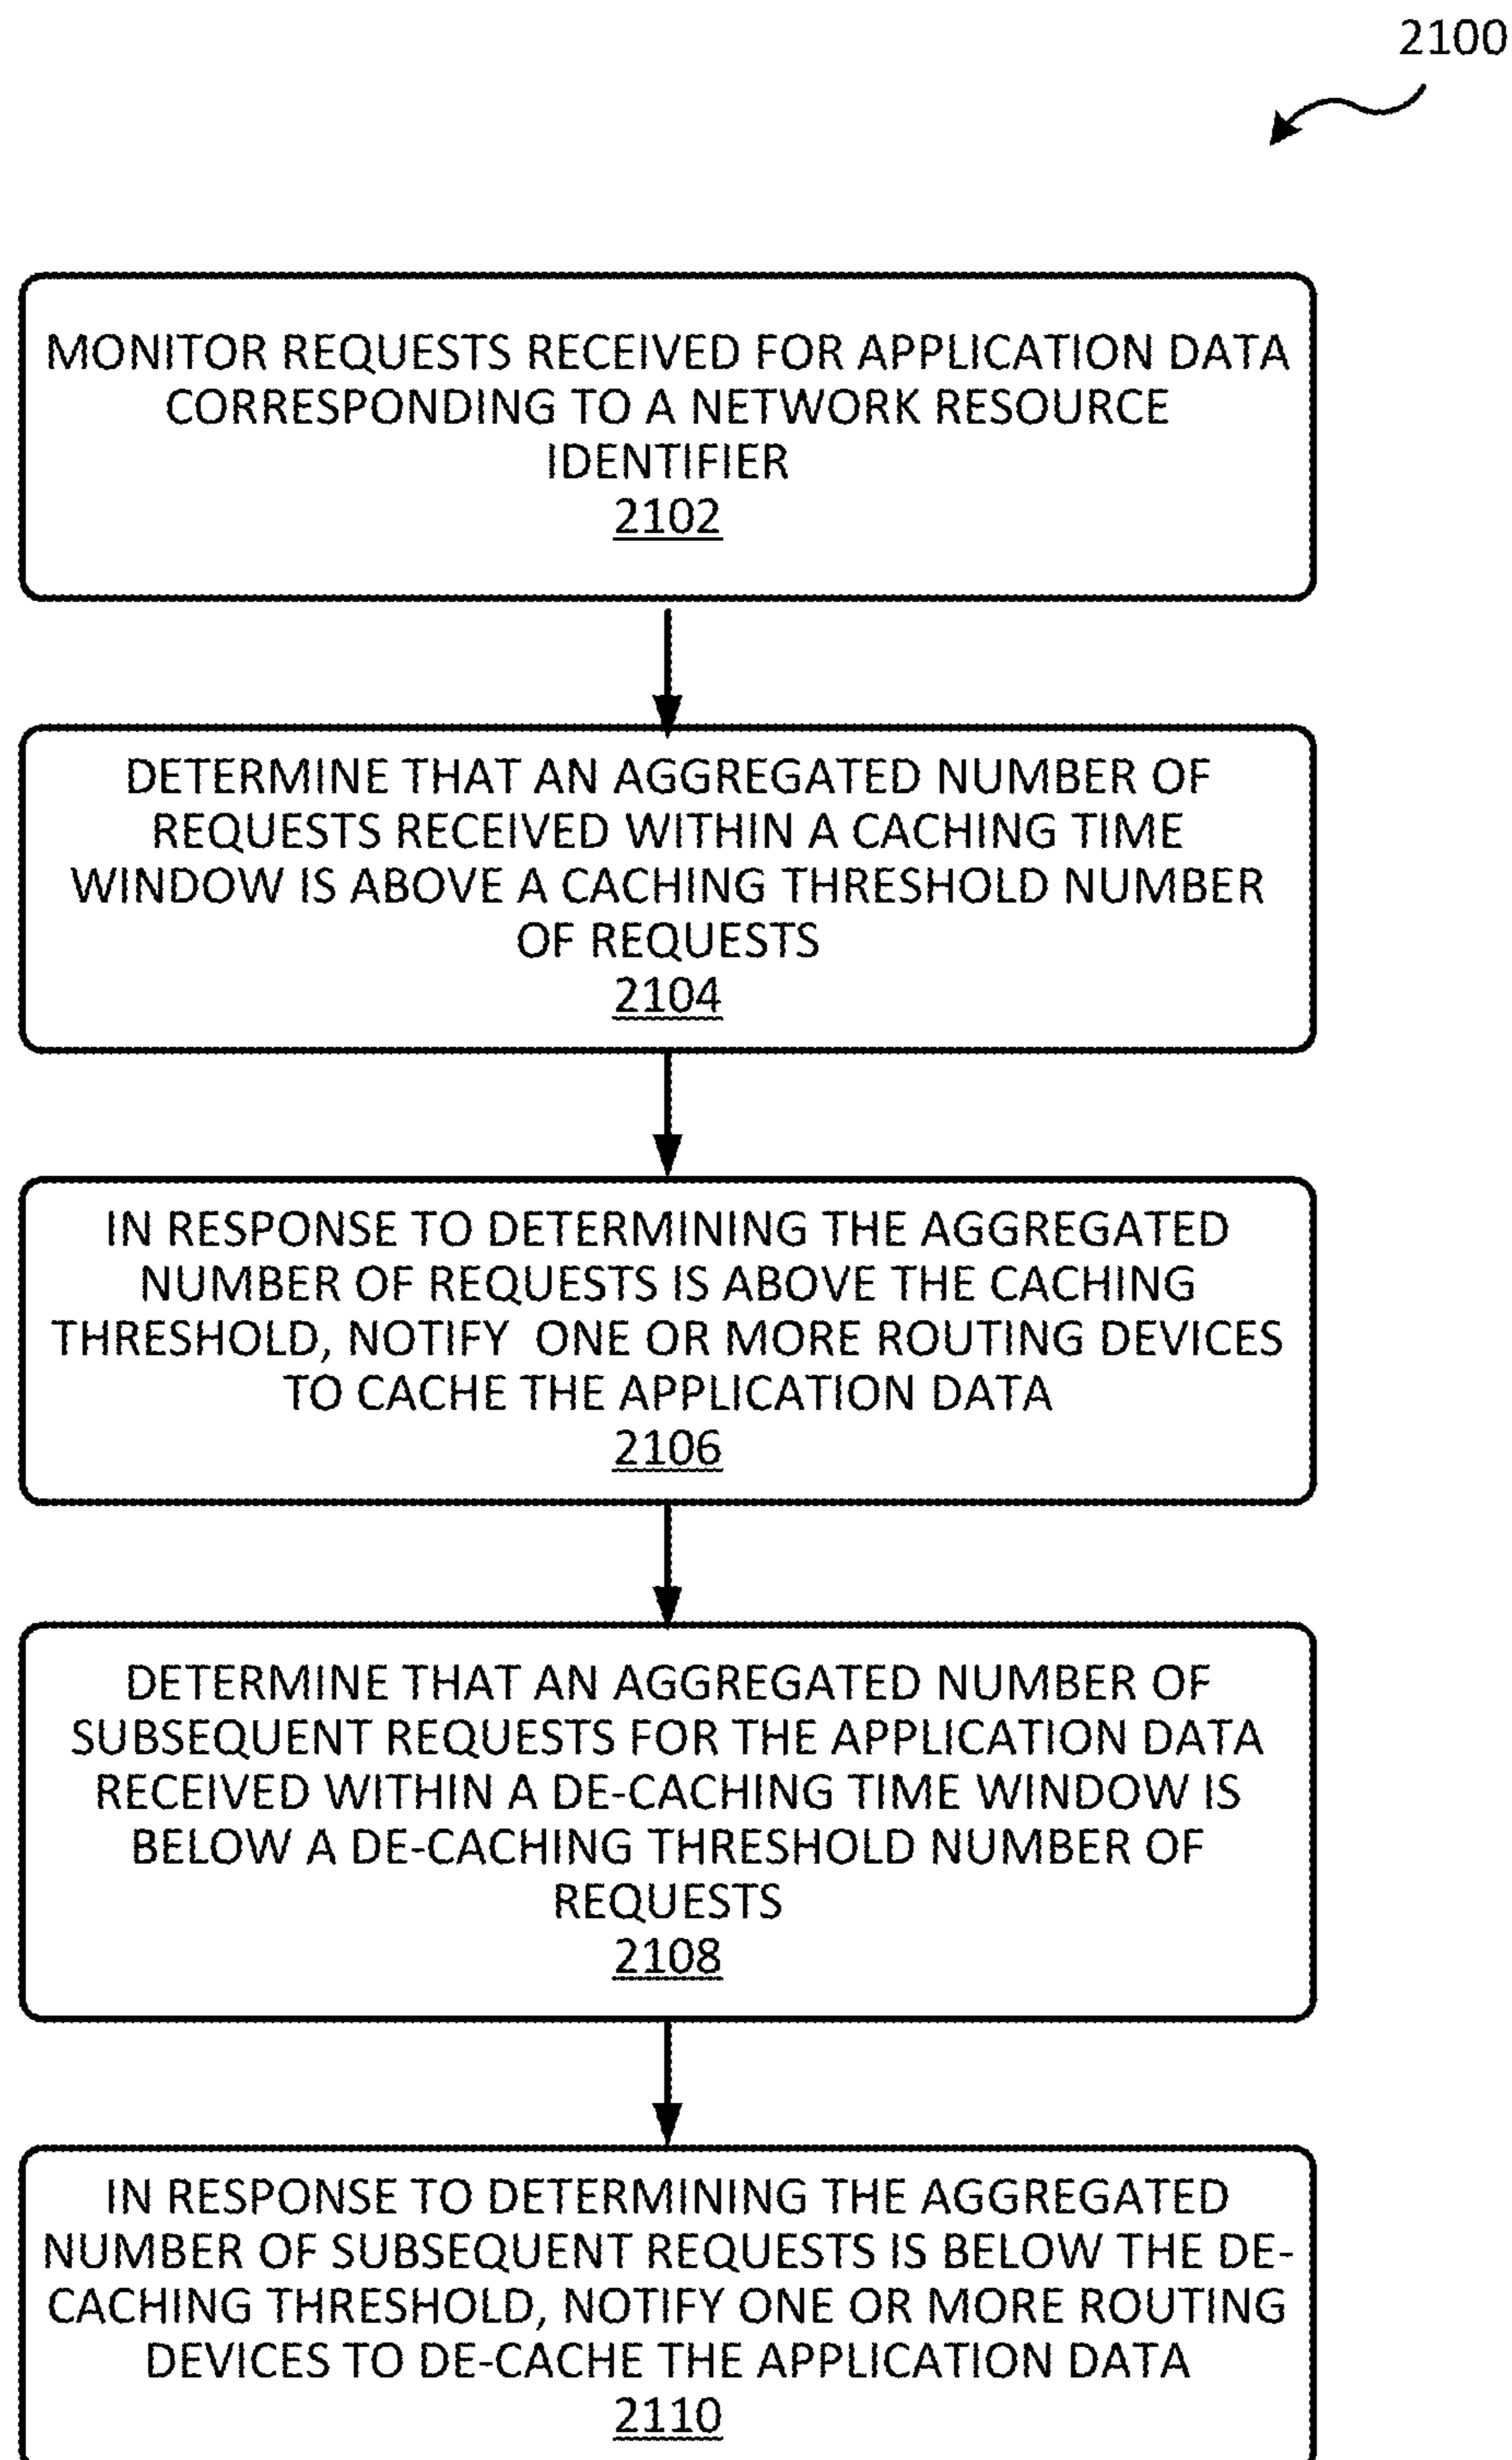 2100
MONITOR REQUESTS RECEIVED FOR APPLICATION DATA
CORRESPONDING TO A NETWORK RESOURCE
IDENTIFIER
2102
DETERMINE THAT AN AGGREGATED NUMBER OF
REQUESTS RECEIVED WITHIN A CACHING TIME
WINDOW IS ABOVE A CACHING THRESHOLD NUMBER
OF REQUESTS
2104
IN RESPONSE TO DETERMINING THE AGGREGATED
NUMBER OF REQUESTS IS ABOVE THE CACHING
THRESHOLD, NOTIFY ONE OR MORE ROUTING DEVICES
TO CACHE THE APPLICATION DATA
2106
DETERMINE THAT AN AGGREGATED NUMBER OF
SUBSEQUENT REQUESTS FOR THE APPLICATION DATA
RECEIVED WITHIN A DE-CACHING TIME WINDOW IS
BELOW A DE-CACHING THRESHOLD NUMBER OF
REQUESTS
2108
IN RESPONSE TO DETERMINING THE AGGREGATED
NUMBER OF SUBSEQUENT REQUESTS IS BELOW THE DE-
CACHING THRESHOLD, NOTIFY ONE OR MORE ROUTING
DEVICES TO DE-CACHE THE APPLICATION DATA
2110